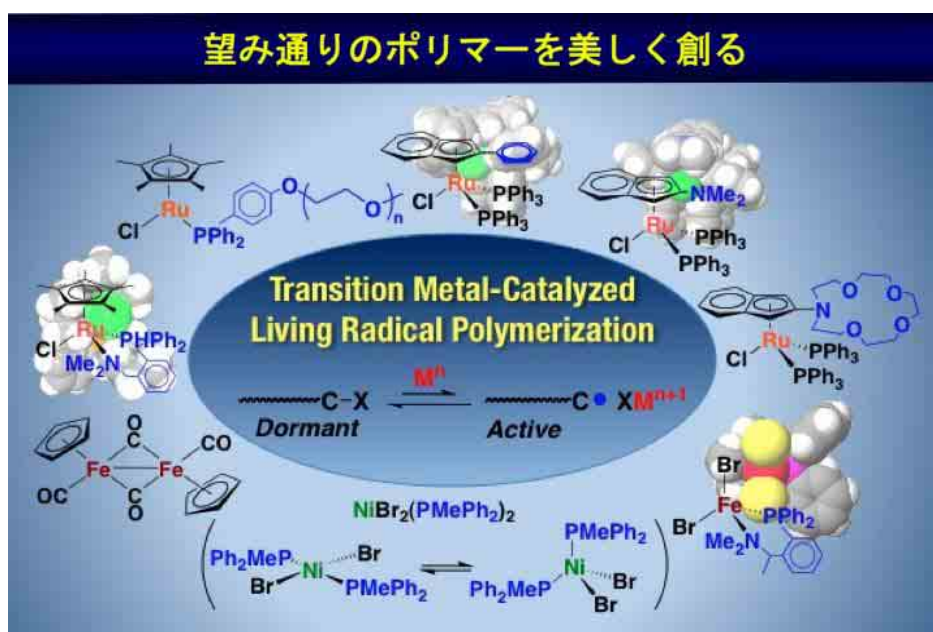 望み通りのポリマーを美しく創る
Ru
Cl
PPh2
O
O
n
Ru
Cl
PPh3
PPh3
NMe2
Ru
Cl
PPh3
PPh3
Ru
Cl
PHPh2
Me2N
Transition Metal-Catalyzed
Living Radical Polymerization
Mⁿ
C–X
C• XMⁿ⁺¹
Dormant
Active
N
O
O
O
O
Ru
Cl
PPh3
PPh3
O
C
CO
Fe
Fe
OC
C
O
Br
Fe
Br
PPh2
Me2N
NiBr2(PMePh2)2
Ph2MeP
Br
Ni
Br
PMePh2
PMePh2
Ni
Ph2MeP
Br
Br